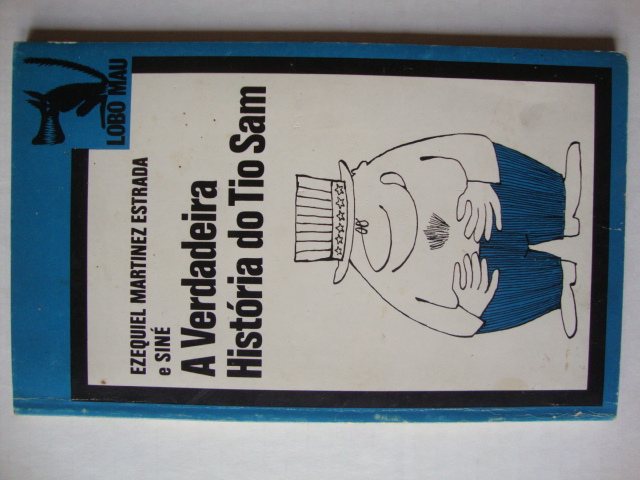 LOBO MAU
EZEQUIEL MARTINEZ ESTRADA
e SINÉ
A Verdadeira
História do Tio Sam